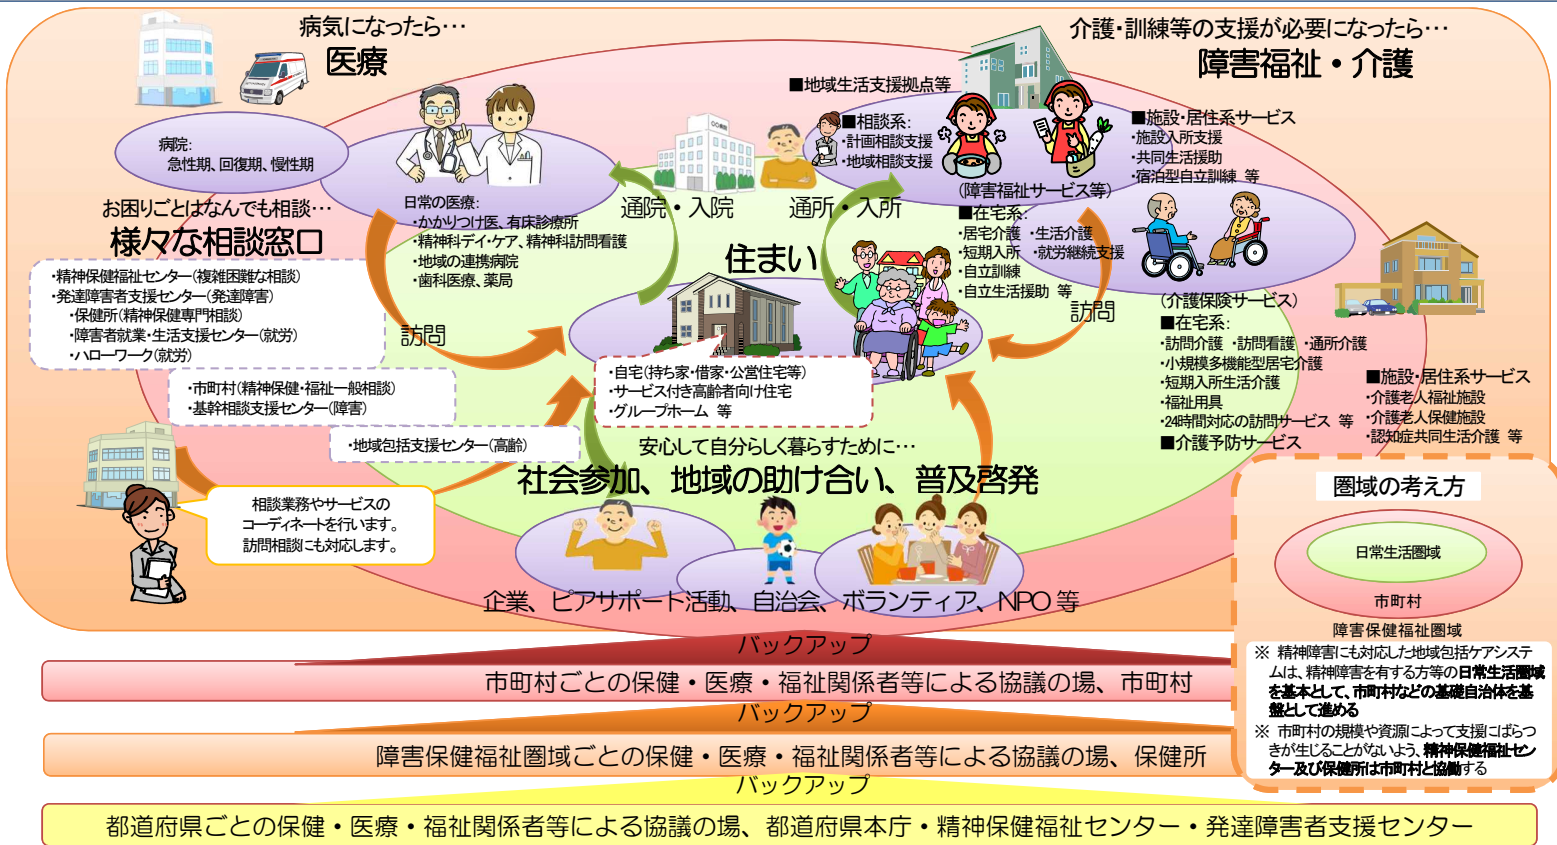 病気になったら…
医療
病院:
急性期、回復期、慢性期
日常の医療:
・かかりつけ医、有床診療所
・精神科デイ・ケア、精神科訪問看護
・地域の連携病院
・歯科医療、薬局
お困りごとはなんでも相談…
様々な相談窓口
・精神保健福祉センター(複雑困難な相談)
・発達障害者支援センター(発達障害)
・保健所(精神保健専門相談)
・障害者就業・生活支援センター(就労)
・ハローワーク(就労)
・市町村(精神保健・福祉一般相談)
・基幹相談支援センター(障害)
・地域包括支援センター(高齢)
相談業務やサービスの
コーディネートを行います。
訪問相談にも対応します。
訪問
通院・入院
通所・入所
住まい
・自宅(持ち家・借家・公営住宅等)
・サービス付き高齢者向け住宅
・グループホーム 等
介護・訓練等の支援が必要になったら…
障害福祉・介護
■地域生活支援拠点等
■相談系:
・計画相談支援
・地域相談支援
■施設・居住系サービス
・施設入所支援
・共同生活援助
・宿泊型自立訓練 等
(障害福祉サービス等)
■在宅系:
・居宅介護 ・生活介護
・短期入所 ・就労継続支援
・自立訓練
・自立生活援助 等
訪問
(介護保険サービス)
■在宅系:
・訪問介護 ・訪問看護 ・通所介護
・小規模多機能型居宅介護
・短期入所生活介護
・福祉用具
・24時間対応の訪問サービス 等
■介護予防サービス
■施設・居住系サービス
・介護老人福祉施設
・介護老人保健施設
・認知症共同生活介護 等
安心して自分らしく暮らすために…
社会参加、地域の助け合い、普及啓発
企業、ピアサポート活動、自治会、ボランティア、NPO 等
圏域の考え方
日常生活圏域
市町村
障害保健福祉圏域
※ 精神障害にも対応した地域包括ケアシステ
ムは、精神障害を有する方等の日常生活圏域
を基本として、市町村などの基礎自治体を基
盤として進める
※ 市町村の規模や資源によって支援にばらつ
きが生じることがないよう、精神保健福祉セン
ター及び保健所は市町村と協働する
バックアップ
市町村ごとの保健・医療・福祉関係者等による協議の場、市町村
バックアップ
障害保健福祉圏域ごとの保健・医療・福祉関係者等による協議の場、保健所
バックアップ
都道府県ごとの保健・医療・福祉関係者等による協議の場、都道府県本庁・精神保健福祉センター・発達障害者支援センター